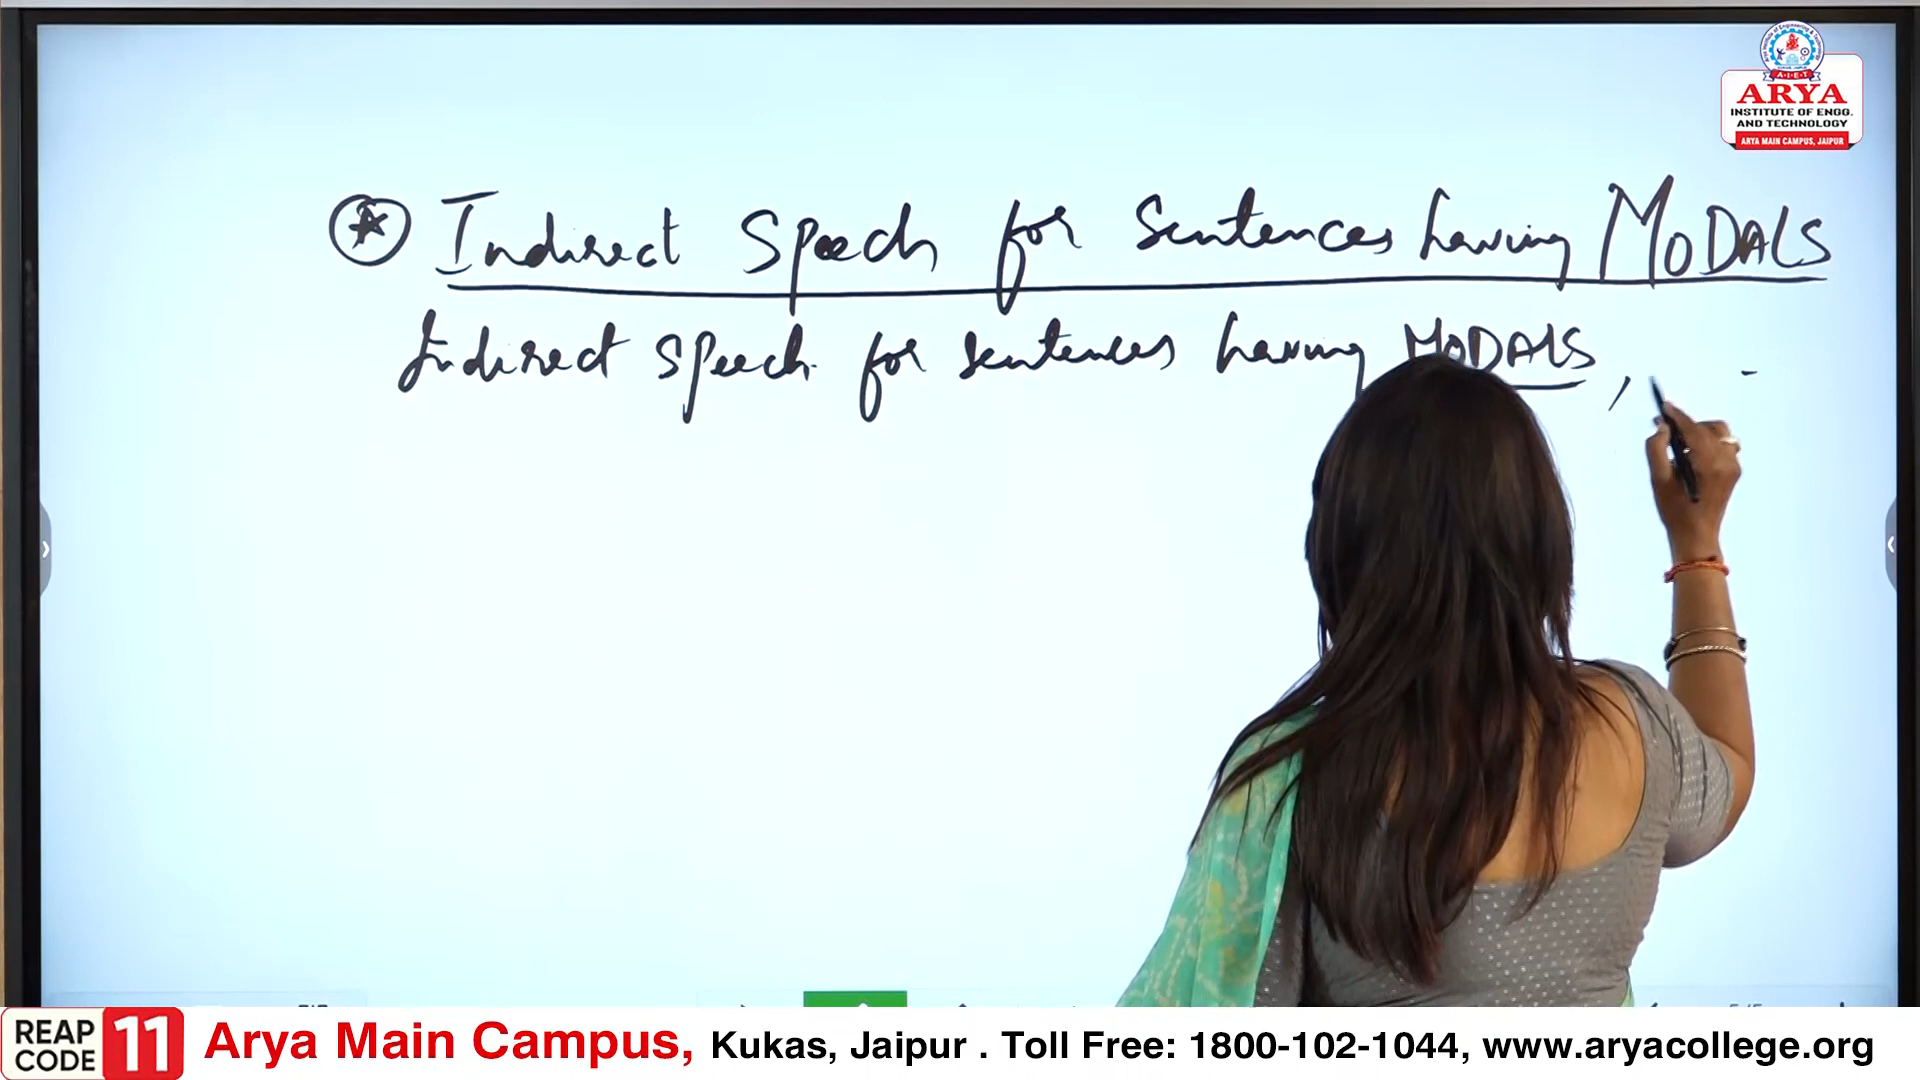 ARYA
INSTITUTE OF ENGG.
AND TECHNOLOGY
ARYA MAIN CAMPUS, JAIPUR
Indirect Speech for Sentences having MODALS
Indirect speech for sentences having MODALS,
REAP CODE 11
Arya Main Campus, Kukas, Jaipur . Toll Free: 1800-102-1044, www.aryacollege.org